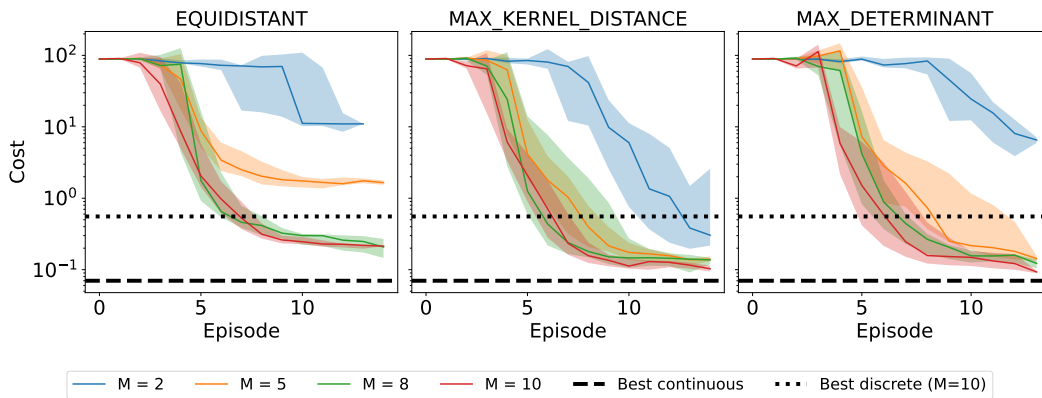 EQUIDISTANT
MAX_KERNEL_DISTANCE
MAX_DETERMINANT
Cost
10²
10¹
10⁰
10⁻¹
0 5 10
0 5 10
0 5 10
Episode
Episode
Episode
M = 2 M = 5 M = 8 M = 10 Best continuous Best discrete (M=10)